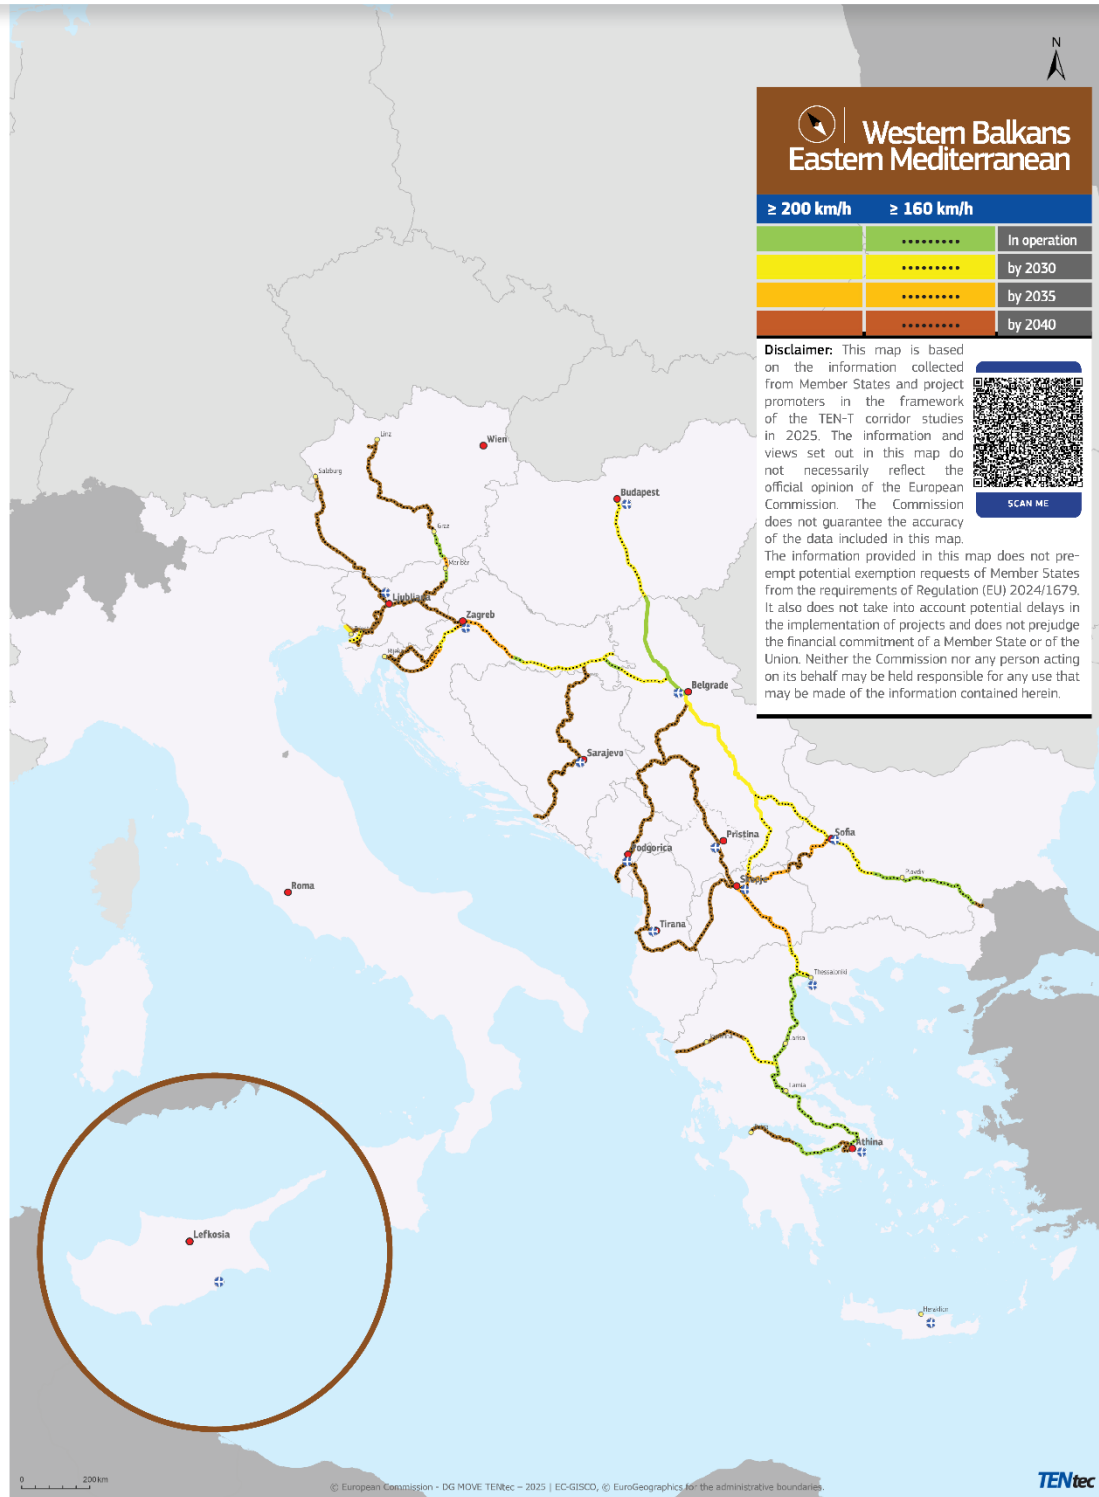 N
Western Balkans
Eastern Mediterranean
≥ 200 km/h ≥ 160 km/h
In operation
by 2030
by 2035
by 2040
Disclaimer: This map is based
on the information collected
from Member States and project
promoters in the framework
of the TEN-T corridor studies
in 2025. The information and
views set out in this map do
not necessarily reflect the
official opinion of the European
Commission. The Commission
does not guarantee the accuracy
of the data included in this map.
The information provided in this map does not pre-
empt potential exemption requests of Member States
from the requirements of Regulation (EU) 2024/1679.
It also does not take into account potential delays in
the implementation of projects and does not prejudge
the financial commitment of a Member State or of the
Union. Neither the Commission nor any person acting
on its behalf may be held responsible for any use that
may be made of the information contained herein.
SCAN ME
Linz
Wien
Salzburg
Budapest
Graz
Maribor
Ljubljana
Zagreb
Belgrade
Sarajevo
Pristina
Sofia
Podgorica
Plovdiv
Roma
Skopje
Tirana
Thessaloniki
Lamia
Athina
Lefkosia
Heraklion
0 200km
© European Commission - DG MOVE TENtec – 2025 | EC-GISCO, © EuroGeographics for the administrative boundaries.
TENtec